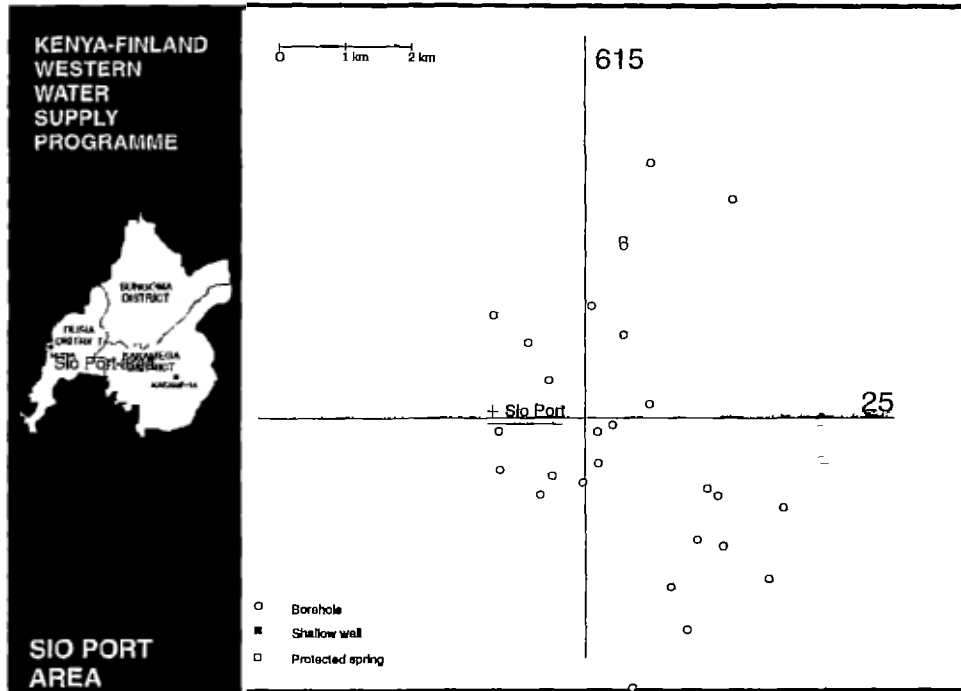 KENYA-FINLAND
WESTERN
WATER
SUPPLY
PROGRAMME
BUNGOMA
DISTRICT
BUSIA
DISTRICT
KAKAMEGA
DISTRICT
Sio Port
SIO PORT
AREA
0 1 km 2 km
615
+ Sio Port
25
Borehole
Shallow well
Protected spring